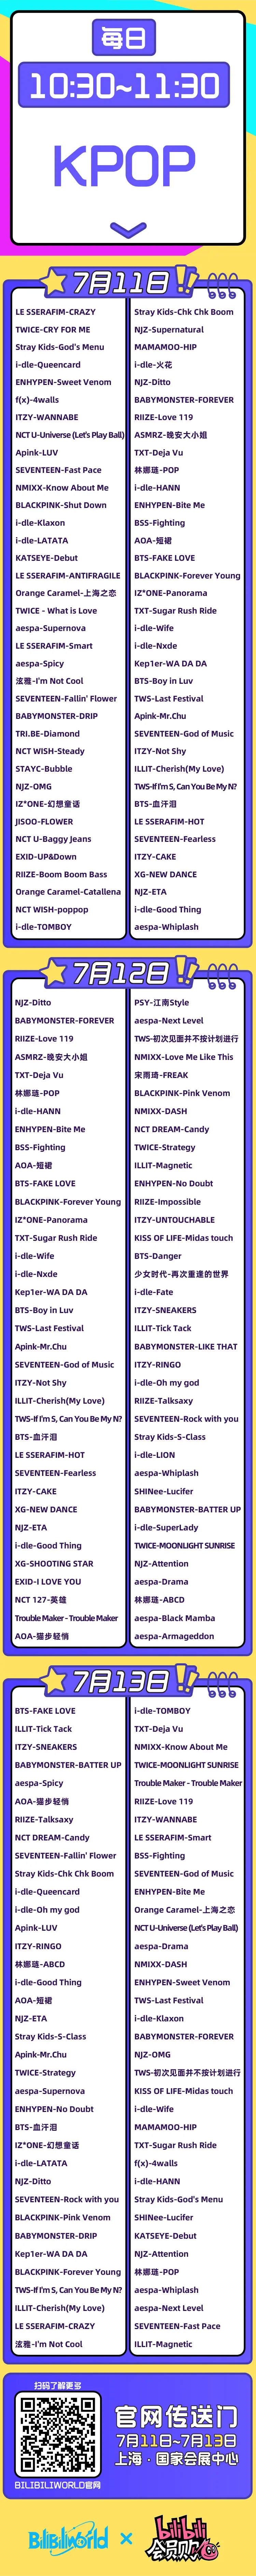 每日
10:30~11:30
KPOP
7月11日
LE SSERAFIM-CRAZY
TWICE-CRY FOR ME
Stray Kids-God's Menu
i-dle-Queencard
ENHYPEN-Sweet Venom
f(x)-4walls
ITZY-WANNABE
NCT U-Universe (Let's Play Ball)
Apink-LUV
SEVENTEEN-Fast Pace
NMIXX-Know About Me
BLACKPINK-Shut Down
i-dle-Klaxon
i-dle-LATATA
KATSEYE-Debut
LE SSERAFIM-ANTIFRAGILE
Orange Caramel-上海之恋
TWICE - What is Love
aespa-Supernova
LE SSERAFIM-Smart
aespa-Spicy
泫雅-I'm Not Cool
SEVENTEEN-Fallin' Flower
BABYMONSTER-DRIP
TRI.BE-Diamond
NCT WISH-Steady
STAYC-Bubble
NJZ-OMG
IZ*ONE-幻想童话
JISOO-FLOWER
NCT U-Baggy Jeans
EXID-UP&Down
RIIZE-Boom Boom Bass
Orange Caramel-Catallena
NCT WISH-poppop
i-dle-TOMBOY
Stray Kids-Chk Chk Boom
NJZ-Supernatural
MAMAMOO-HIP
i-dle-火花
NJZ-Ditto
BABYMONSTER-FOREVER
RIIZE-Love 119
ASMRZ-晚安大小姐
TXT-Deja Vu
林娜琏-POP
i-dle-HANN
ENHYPEN-Bite Me
BSS-Fighting
AOA-短裙
BTS-FAKE LOVE
BLACKPINK-Forever Young
IZ*ONE-Panorama
TXT-Sugar Rush Ride
i-dle-Wife
i-dle-Nxde
Kep1er-WA DA DA
BTS-Boy in Luv
TWS-Last Festival
Apink-Mr.Chu
SEVENTEEN-God of Music
ITZY-Not Shy
ILLIT-Cherish(My Love)
TWS-If I'm S, Can You Be My N?
BTS-血汗泪
LE SSERAFIM-HOT
SEVENTEEN-Fearless
ITZY-CAKE
XG-NEW DANCE
NJZ-ETA
i-dle-Good Thing
aespa-Whiplash
7月12日
NJZ-Ditto
BABYMONSTER-FOREVER
RIIZE-Love 119
ASMRZ-晚安大小姐
TXT-Deja Vu
林娜琏-POP
i-dle-HANN
ENHYPEN-Bite Me
BSS-Fighting
AOA-短裙
BTS-FAKE LOVE
BLACKPINK-Forever Young
IZ*ONE-Panorama
TXT-Sugar Rush Ride
i-dle-Wife
i-dle-Nxde
Kep1er-WA DA DA
BTS-Boy in Luv
TWS-Last Festival
Apink-Mr.Chu
SEVENTEEN-God of Music
ITZY-Not Shy
ILLIT-Cherish(My Love)
TWS-If I'm S, Can You Be My N?
BTS-血汗泪
LE SSERAFIM-HOT
SEVENTEEN-Fearless
ITZY-CAKE
XG-NEW DANCE
NJZ-ETA
i-dle-Good Thing
XG-SHOOTING STAR
EXID-I LOVE YOU
NCT 127-英雄
Trouble Maker - Trouble Maker
AOA-猫步轻悄
PSY-江南Style
aespa-Next Level
TWS-初次见面并不按计划进行
NMIXX-Love Me Like This
宋雨琦-FREAK
BLACKPINK-Pink Venom
NMIXX-DASH
NCT DREAM-Candy
TWICE-Strategy
ILLIT-Magnetic
ENHYPEN-No Doubt
RIIZE-Impossible
ITZY-UNTOUCHABLE
KISS OF LIFE-Midas touch
BTS-Danger
少女时代-再次重逢的世界
i-dle-Fate
ITZY-SNEAKERS
ILLIT-Tick Tack
BABYMONSTER-LIKE THAT
ITZY-RINGO
i-dle-Oh my god
RIIZE-Talksaxy
SEVENTEEN-Rock with you
Stray Kids-S-Class
i-dle-LION
aespa-Whiplash
SHINee-Lucifer
BABYMONSTER-BATTER UP
i-dle-SuperLady
TWICE-MOONLIGHT SUNRISE
NJZ-Attention
aespa-Drama
林娜琏-ABCD
aespa-Black Mamba
aespa-Armageddon
7月13日
BTS-FAKE LOVE
ILLIT-Tick Tack
ITZY-SNEAKERS
BABYMONSTER-BATTER UP
aespa-Spicy
AOA-猫步轻悄
RIIZE-Talksaxy
NCT DREAM-Candy
SEVENTEEN-Fallin' Flower
Stray Kids-Chk Chk Boom
i-dle-Queencard
i-dle-Oh my god
Apink-LUV
ITZY-RINGO
林娜琏-ABCD
i-dle-Good Thing
AOA-短裙
NJZ-ETA
Stray Kids-S-Class
Apink-Mr.Chu
TWICE-Strategy
aespa-Supernova
ENHYPEN-No Doubt
BTS-血汗泪
IZ*ONE-幻想童话
i-dle-LATATA
NJZ-Ditto
SEVENTEEN-Rock with you
BLACKPINK-Pink Venom
BABYMONSTER-DRIP
Kep1er-WA DA DA
BLACKPINK-Forever Young
TWS-If I'm S, Can You Be My N?
ILLIT-Cherish(My Love)
LE SSERAFIM-CRAZY
泫雅-I'm Not Cool
i-dle-TOMBOY
TXT-Deja Vu
NMIXX-Know About Me
TWICE-MOONLIGHT SUNRISE
Trouble Maker - Trouble Maker
RIIZE-Love 119
ITZY-WANNABE
LE SSERAFIM-Smart
BSS-Fighting
SEVENTEEN-God of Music
ENHYPEN-Bite Me
Orange Caramel-上海之恋
NCT U-Universe (Let's Play Ball)
aespa-Drama
NMIXX-DASH
ENHYPEN-Sweet Venom
TWS-Last Festival
i-dle-Klaxon
BABYMONSTER-FOREVER
NJZ-OMG
TWS-初次见面并不按计划进行
KISS OF LIFE-Midas touch
i-dle-Wife
MAMAMOO-HIP
TXT-Sugar Rush Ride
f(x)-4walls
i-dle-HANN
Stray Kids-God's Menu
SHINee-Lucifer
KATSEYE-Debut
NJZ-Attention
林娜琏-POP
aespa-Whiplash
aespa-Next Level
SEVENTEEN-Fast Pace
ILLIT-Magnetic
扫码了解更多
BILIBILIWORLD官网
官网传送门
7月11日~7月13日
上海·国家会展中心
BiliBiliworld × bilibili会员购